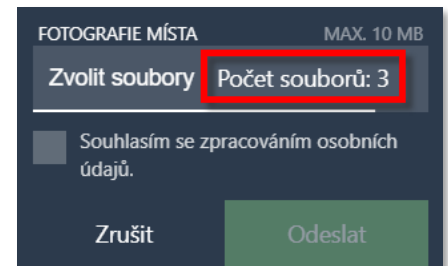 FOTOGRAFIE MÍSTA MAX. 10 MB
Zvolit soubory Počet souborů: 3
Souhlasím se zpracováním osobních
údajů.
Zrušit Odeslat